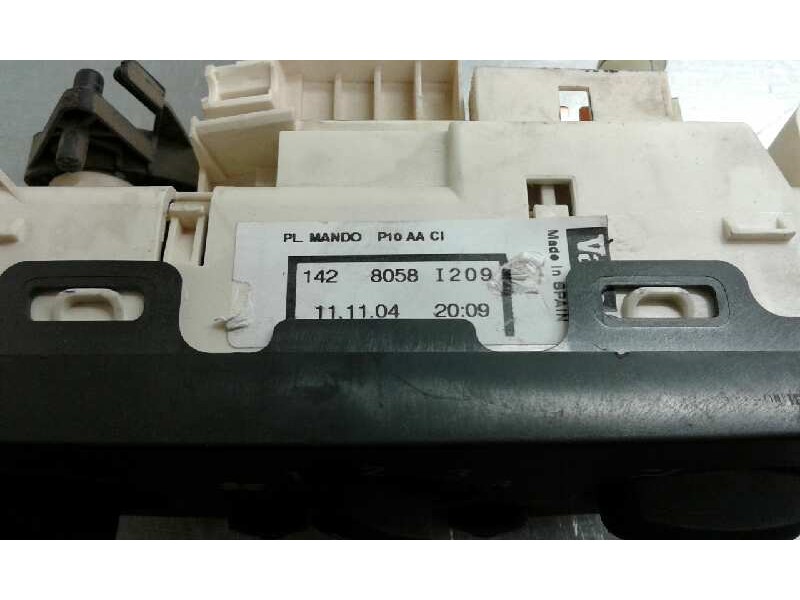 PL. MANDO P10 AA CI
142 8058 I209
11.11.04 20:09
Made in SPAIN